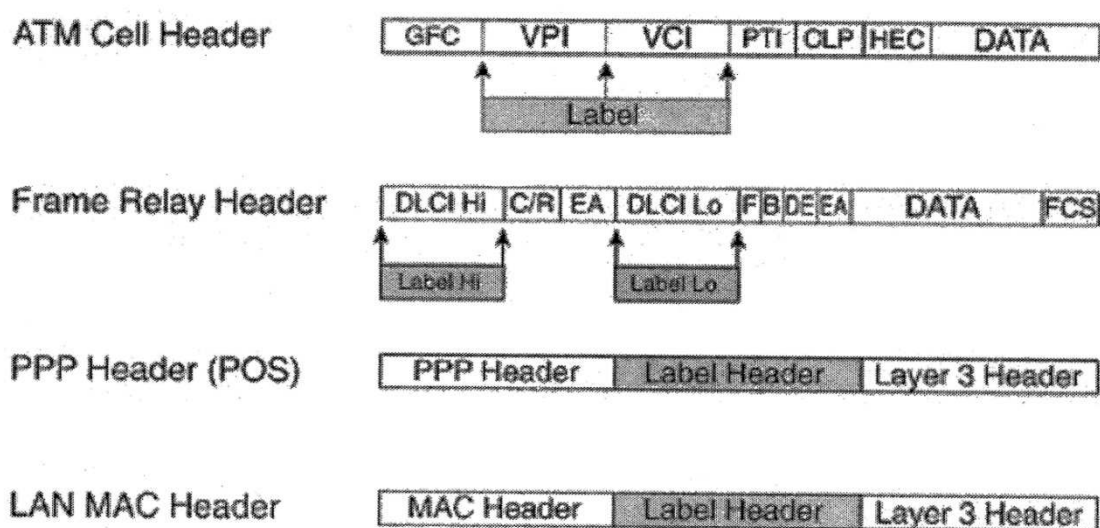 ATM Cell Header GFC VPI VCI PTI CLP HEC DATA
Label
Frame Relay Header DLCI Hi C/R EA DLCI Lo F B DE EA DATA FCS
Label Hi Label Lo
PPP Header (POS) PPP Header Label Header Layer 3 Header
LAN MAC Header MAC Header Label Header Layer 3 Header